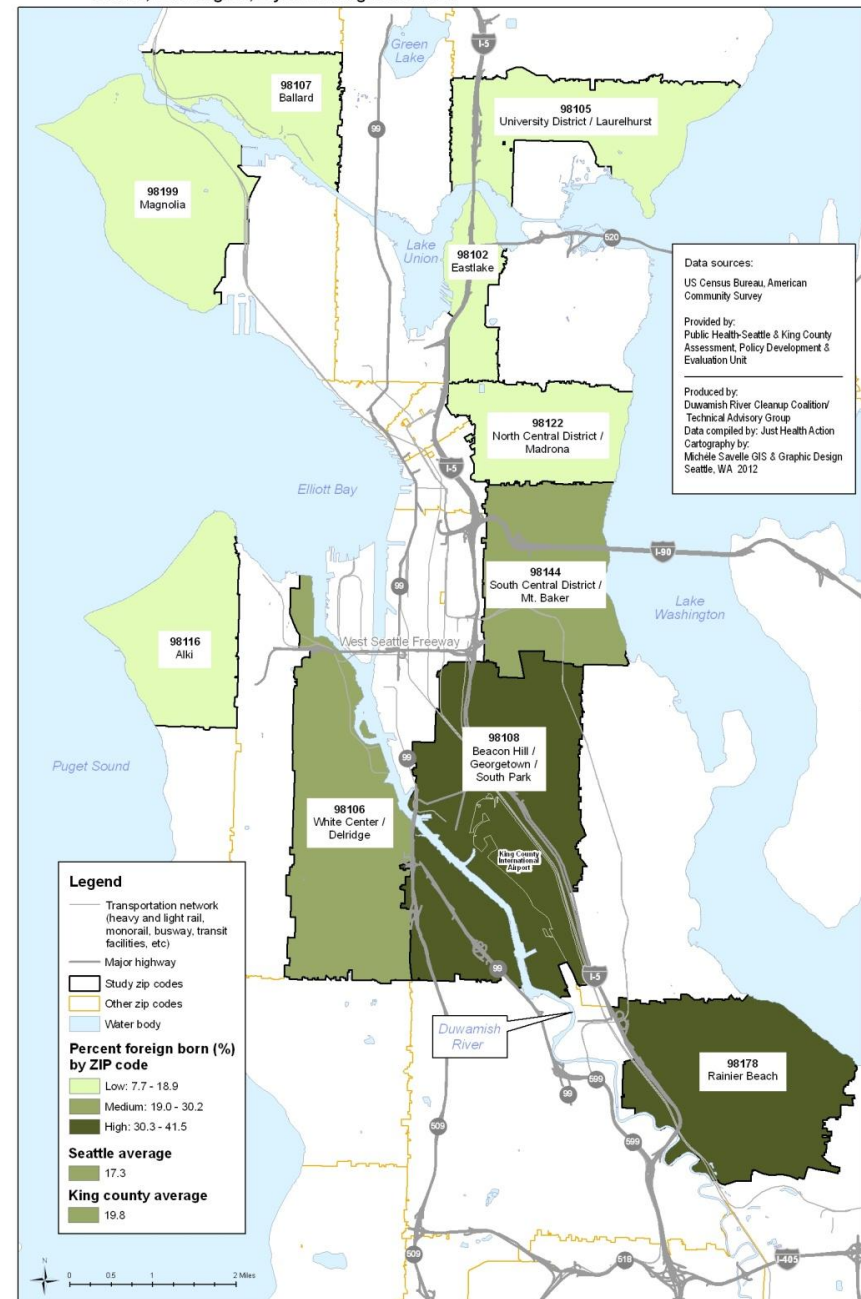 Green
Lake
I-5
98107
Ballard
99
98105
University District / Laurelhurst
98199
Magnolia
Lake
Union
98102
Eastlake
520
Data sources:
US Census Bureau, American
Community Survey
Provided by:
Public Health-Seattle & King County
Assessment, Policy Development &
Evaluation Unit
Produced by:
Duwamish River Cleanup Coalition/
Technical Advisory Group
Data compiled by: Just Health Action
Cartography by:
Michéle Savelle GIS & Graphic Design
Seattle, WA 2012
98122
North Central District /
Madrona
I-5
Elliott Bay
I-90
98144
South Central District /
Mt. Baker
99
Lake
Washington
West Seattle Freeway
98116
Alki
98108
Beacon Hill /
Georgetown /
South Park
99
Puget Sound
98106
White Center /
Delridge
King County
International
Airport
Legend
Transportation network
(heavy and light rail,
monorail, busway, transit
facilities, etc)
Major highway
Study zip codes
Other zip codes
Water body
Percent foreign born (%)
by ZIP code
Low: 7.7 - 18.9
Medium: 19.0 - 30.2
High: 30.3 - 41.5
Seattle average
17.3
King county average
19.8
99
I-5
Duwamish
River
98178
Rainier Beach
599
99
509
599
509
518
I-405
N
0 0.5 1 2 Miles